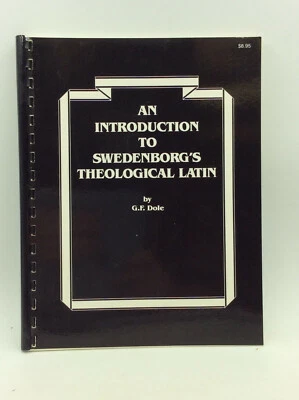 $8.95
AN
INTRODUCTION
TO
SWEDENBORG'S
THEOLOGICAL LATIN
by
G.F. Dole